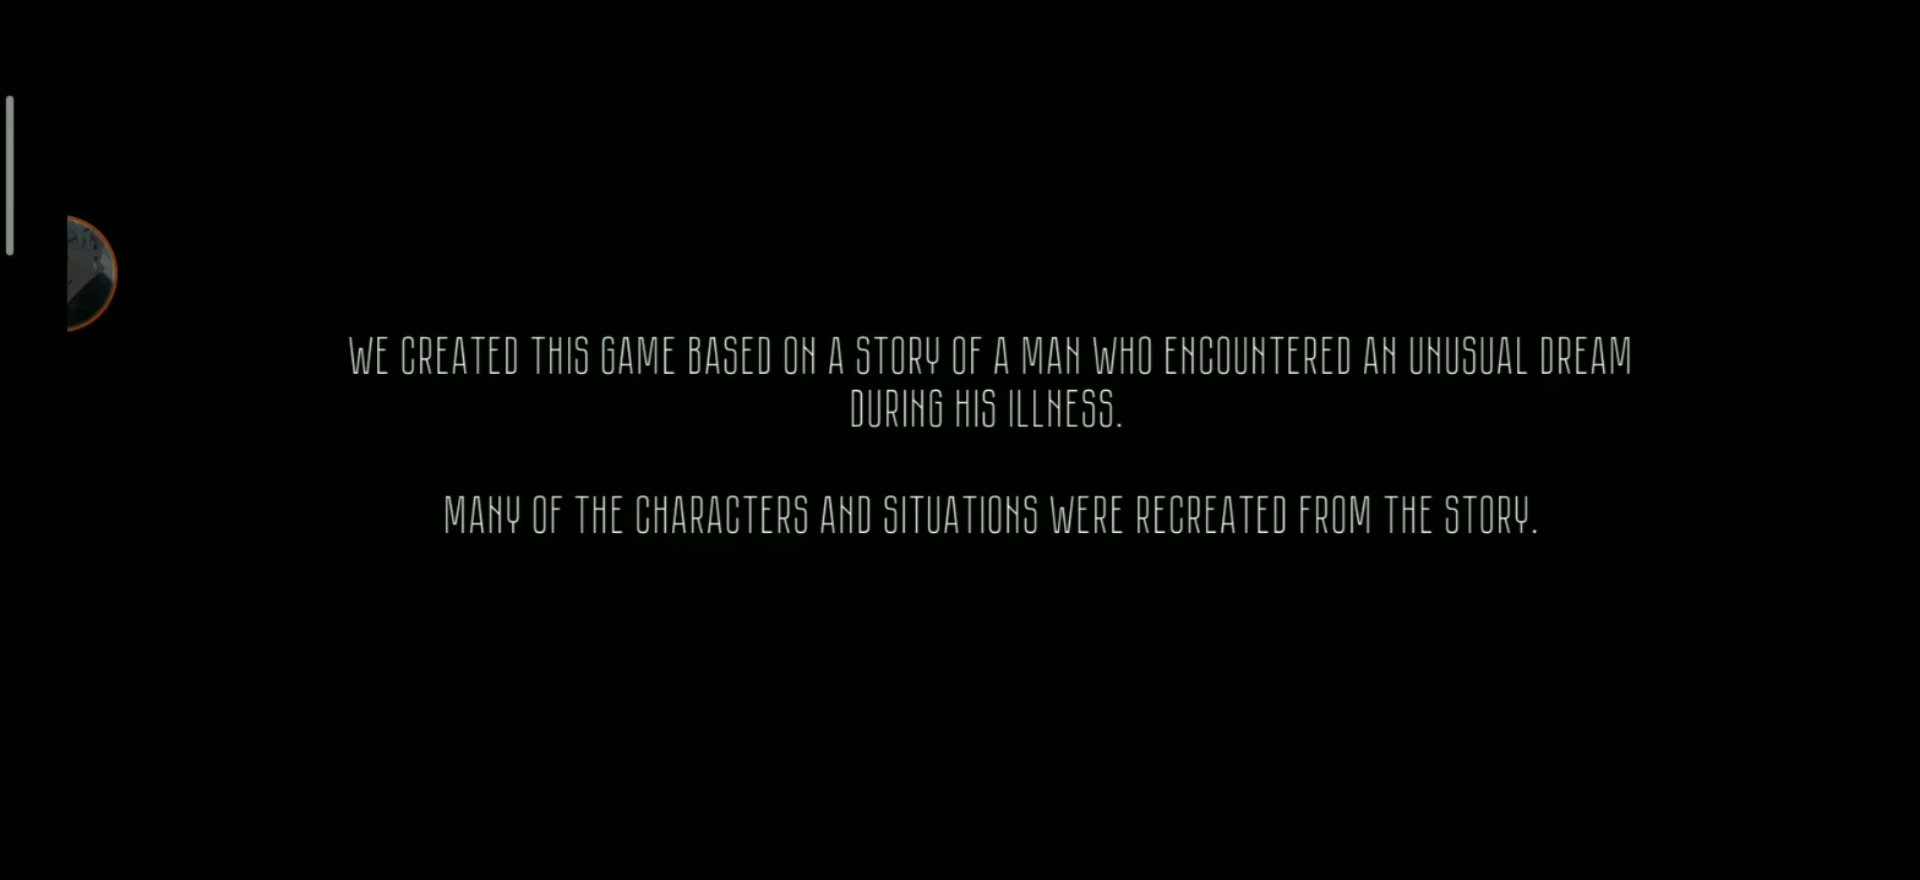 WE CREATED THIS GAME BASED ON A STORY OF A MAN WHO ENCOUNTERED AN UNUSUAL DREAM
DURING HIS ILLNESS.
MANY OF THE CHARACTERS AND SITUATIONS WERE RECREATED FROM THE STORY.